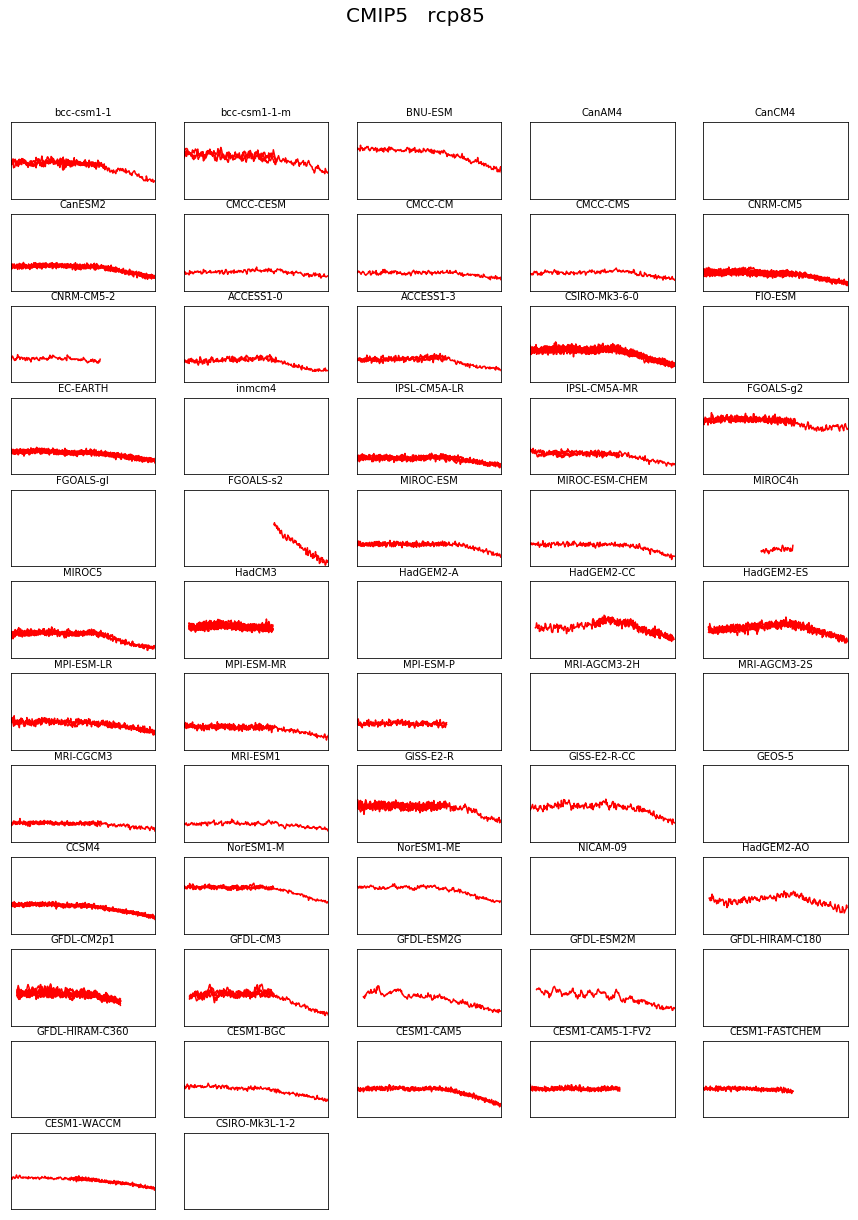 CMIP5 rcp85
bcc-csm1-1 bcc-csm1-1-m BNU-ESM CanAM4 CanCM4
CanESM2 CMCC-CESM CMCC-CM CMCC-CMS CNRM-CM5
CNRM-CM5-2 ACCESS1-0 ACCESS1-3 CSIRO-Mk3-6-0 FIO-ESM
EC-EARTH inmcm4 IPSL-CM5A-LR IPSL-CM5A-MR FGOALS-g2
FGOALS-gl FGOALS-s2 MIROC-ESM MIROC-ESM-CHEM MIROC4h
MIROC5 HadCM3 HadGEM2-A HadGEM2-CC HadGEM2-ES
MPI-ESM-LR MPI-ESM-MR MPI-ESM-P MRI-AGCM3-2H MRI-AGCM3-2S
MRI-CGCM3 MRI-ESM1 GISS-E2-R GISS-E2-R-CC GEOS-5
CCSM4 NorESM1-M NorESM1-ME NICAM-09 HadGEM2-AO
GFDL-CM2p1 GFDL-CM3 GFDL-ESM2G GFDL-ESM2M GFDL-HIRAM-C180
GFDL-HIRAM-C360 CESM1-BGC CESM1-CAM5 CESM1-CAM5-1-FV2 CESM1-FASTCHEM
CESM1-WACCM CSIRO-Mk3L-1-2